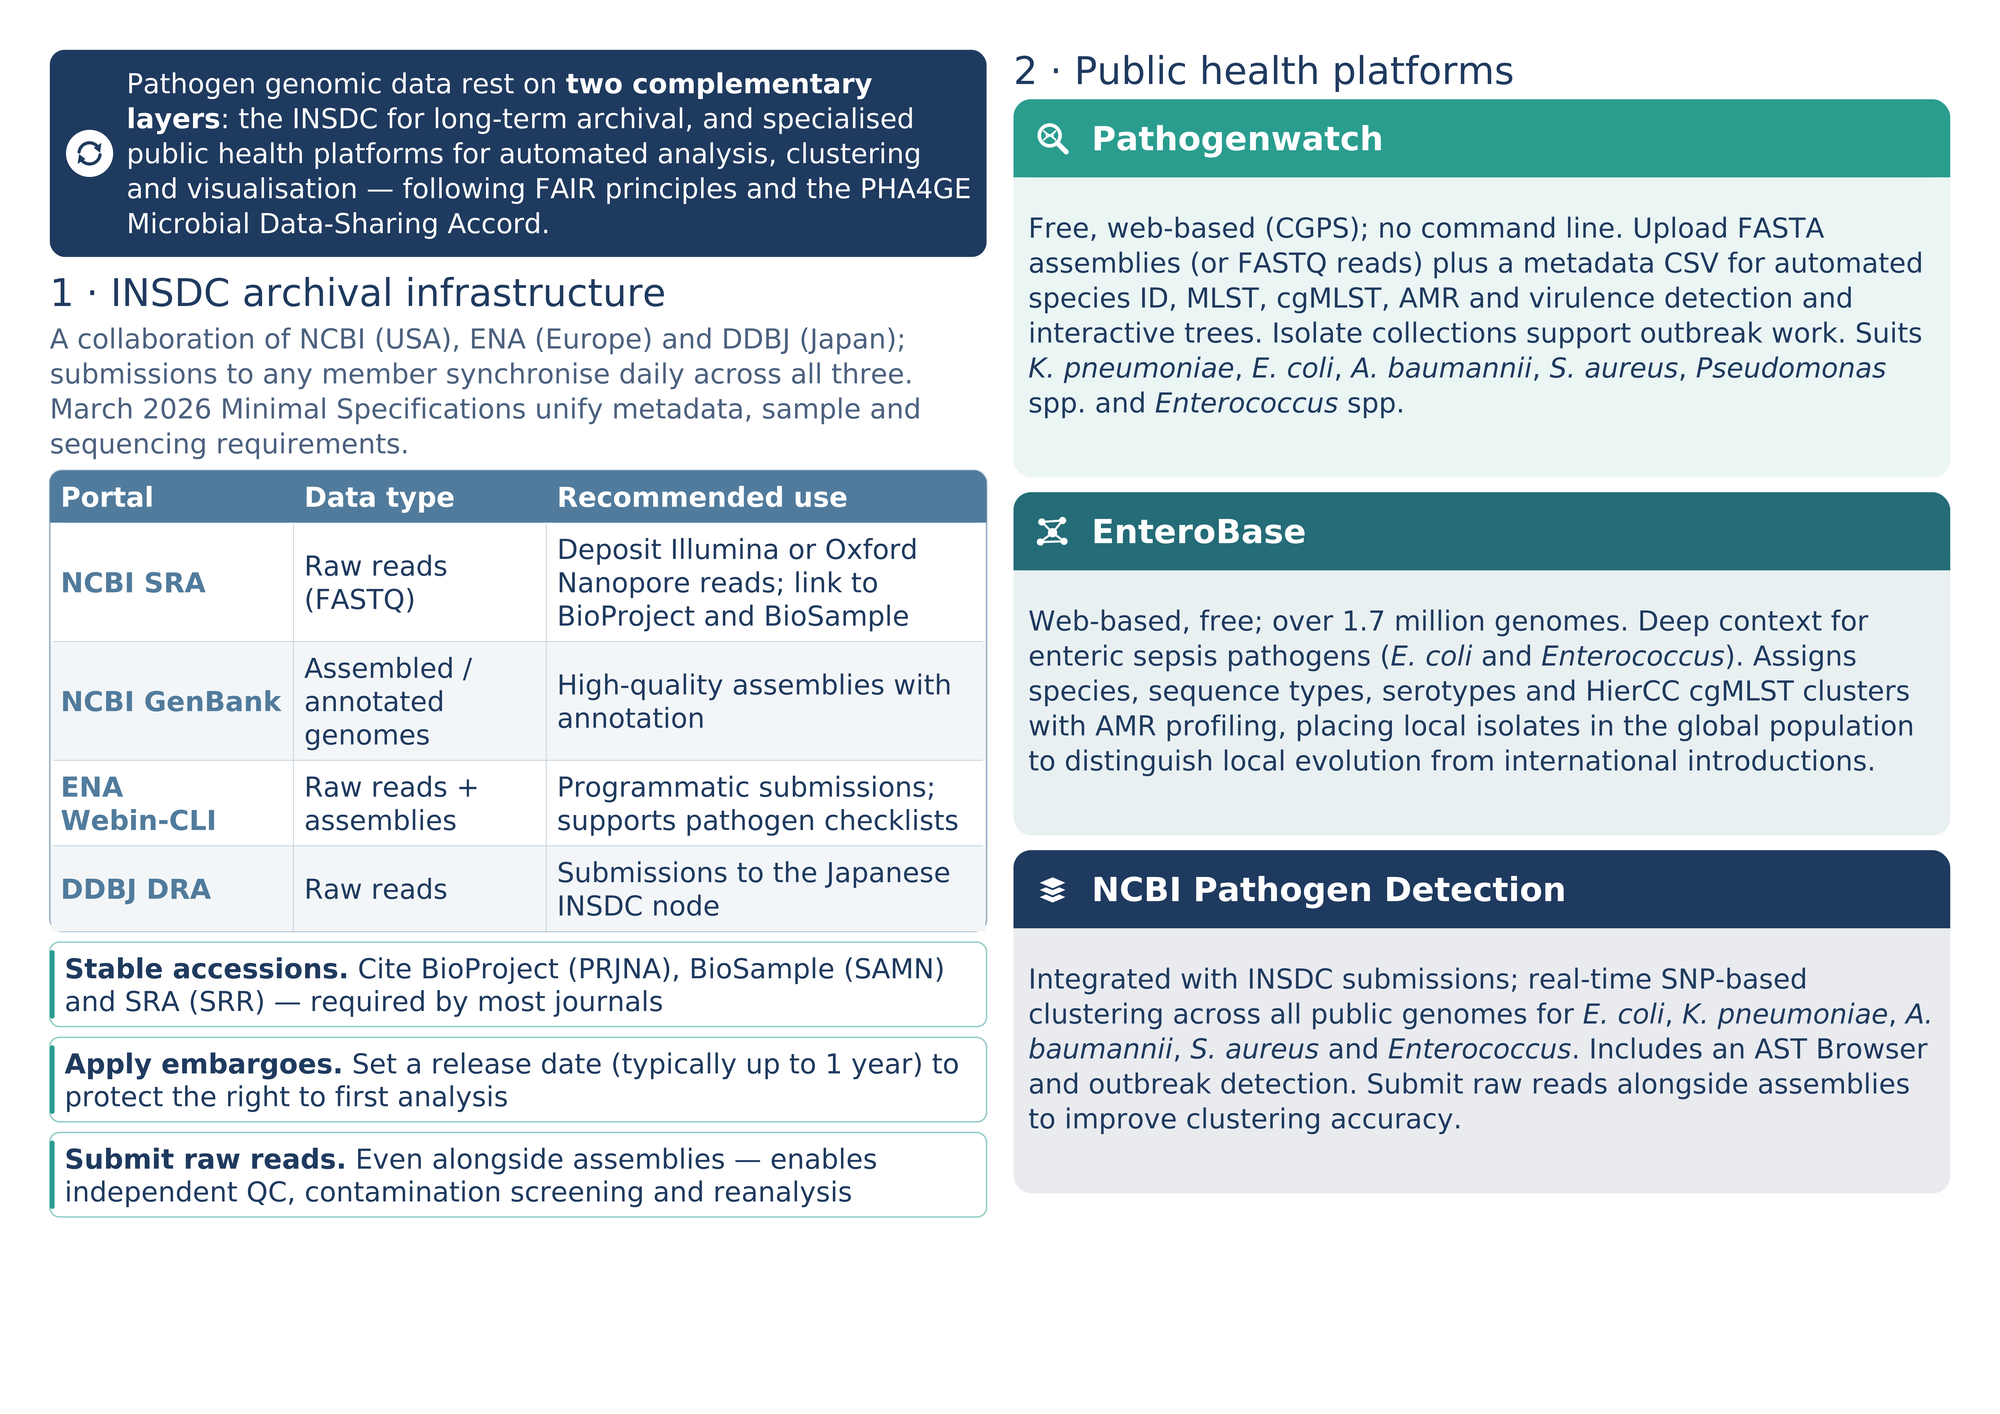 Pathogen genomic data rest on two complementary
layers: the INSDC for long-term archival, and specialised
public health platforms for automated analysis, clustering
and visualisation — following FAIR principles and the PHA4GE
Microbial Data-Sharing Accord.
1 · INSDC archival infrastructure
A collaboration of NCBI (USA), ENA (Europe) and DDBJ (Japan);
submissions to any member synchronise daily across all three.
March 2026 Minimal Specifications unify metadata, sample and
sequencing requirements.
Portal Data type Recommended use
NCBI SRA
Raw reads
(FASTQ)
Deposit Illumina or Oxford
Nanopore reads; link to
BioProject and BioSample
NCBI GenBank
Assembled /
annotated
genomes
High-quality assemblies with
annotation
ENA
Webin-CLI
Raw reads +
assemblies
Programmatic submissions;
supports pathogen checklists
DDBJ DRA
Raw reads
Submissions to the Japanese
INSDC node
Stable accessions. Cite BioProject (PRJNA), BioSample (SAMN)
and SRA (SRR) — required by most journals
Apply embargoes. Set a release date (typically up to 1 year) to
protect the right to first analysis
Submit raw reads. Even alongside assemblies — enables
independent QC, contamination screening and reanalysis
2 · Public health platforms
Pathogenwatch
Free, web-based (CGPS); no command line. Upload FASTA
assemblies (or FASTQ reads) plus a metadata CSV for automated
species ID, MLST, cgMLST, AMR and virulence detection and
interactive trees. Isolate collections support outbreak work. Suits
K. pneumoniae, E. coli, A. baumannii, S. aureus, Pseudomonas
spp. and Enterococcus spp.
EnteroBase
Web-based, free; over 1.7 million genomes. Deep context for
enteric sepsis pathogens (E. coli and Enterococcus). Assigns
species, sequence types, serotypes and HierCC cgMLST clusters
with AMR profiling, placing local isolates in the global population
to distinguish local evolution from international introductions.
NCBI Pathogen Detection
Integrated with INSDC submissions; real-time SNP-based
clustering across all public genomes for E. coli, K. pneumoniae, A.
baumannii, S. aureus and Enterococcus. Includes an AST Browser
and outbreak detection. Submit raw reads alongside assemblies
to improve clustering accuracy.